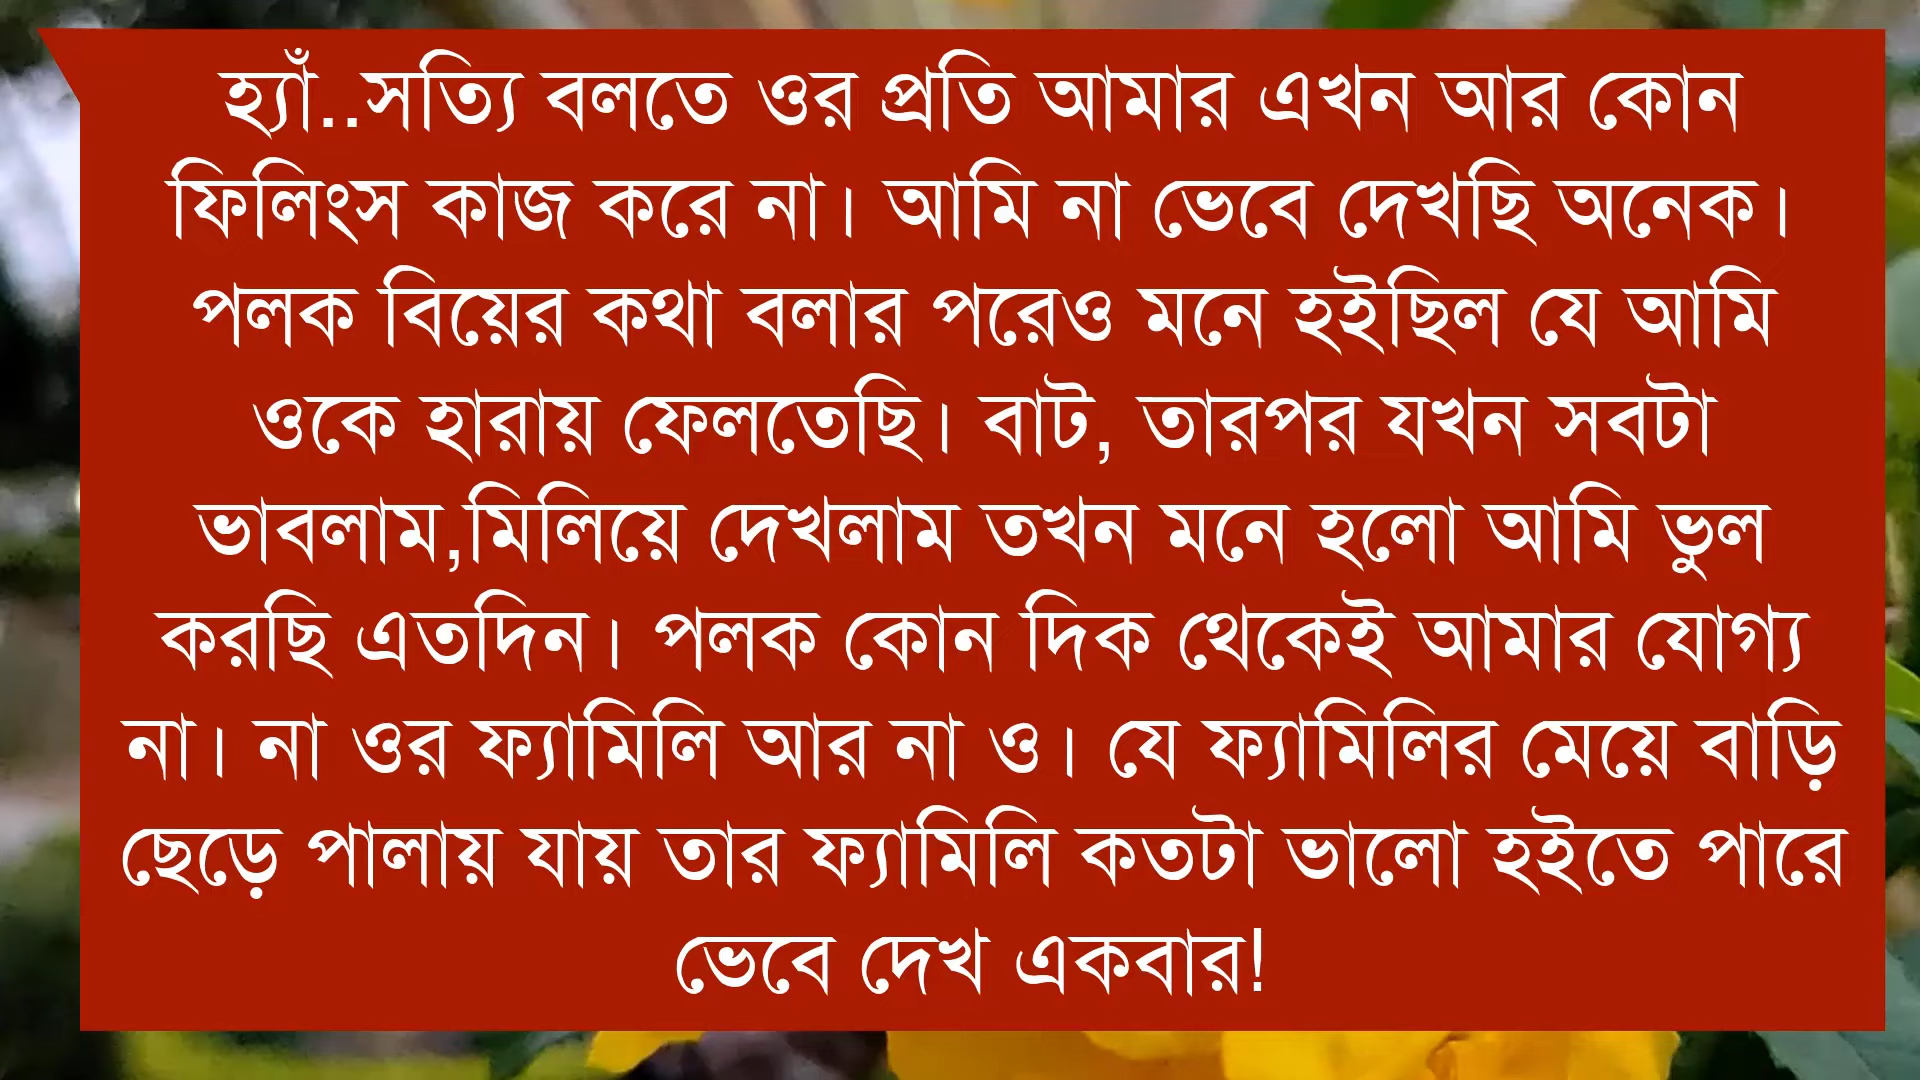 হ্যাঁ..সত্যি বলতে ওর প্রতি আমার এখন আর কোন
ফিলিংস কাজ করে না। আমি না ভেবে দেখছি অনেক।
পলক বিয়ের কথা বলার পরেও মনে হইছিল যে আমি
ওকে হারায় ফেলতেছি। বাট, তারপর যখন সবটা
ভাবলাম,মিলিয়ে দেখলাম তখন মনে হলো আমি ভুল
করছি এতদিন। পলক কোন দিক থেকেই আমার যোগ্য
না। না ওর ফ্যামিলি আর না ও। যে ফ্যামিলির মেয়ে বাড়ি
ছেড়ে পালায় যায় তার ফ্যামিলি কতটা ভালো হইতে পারে
ভেবে দেখ একবার!